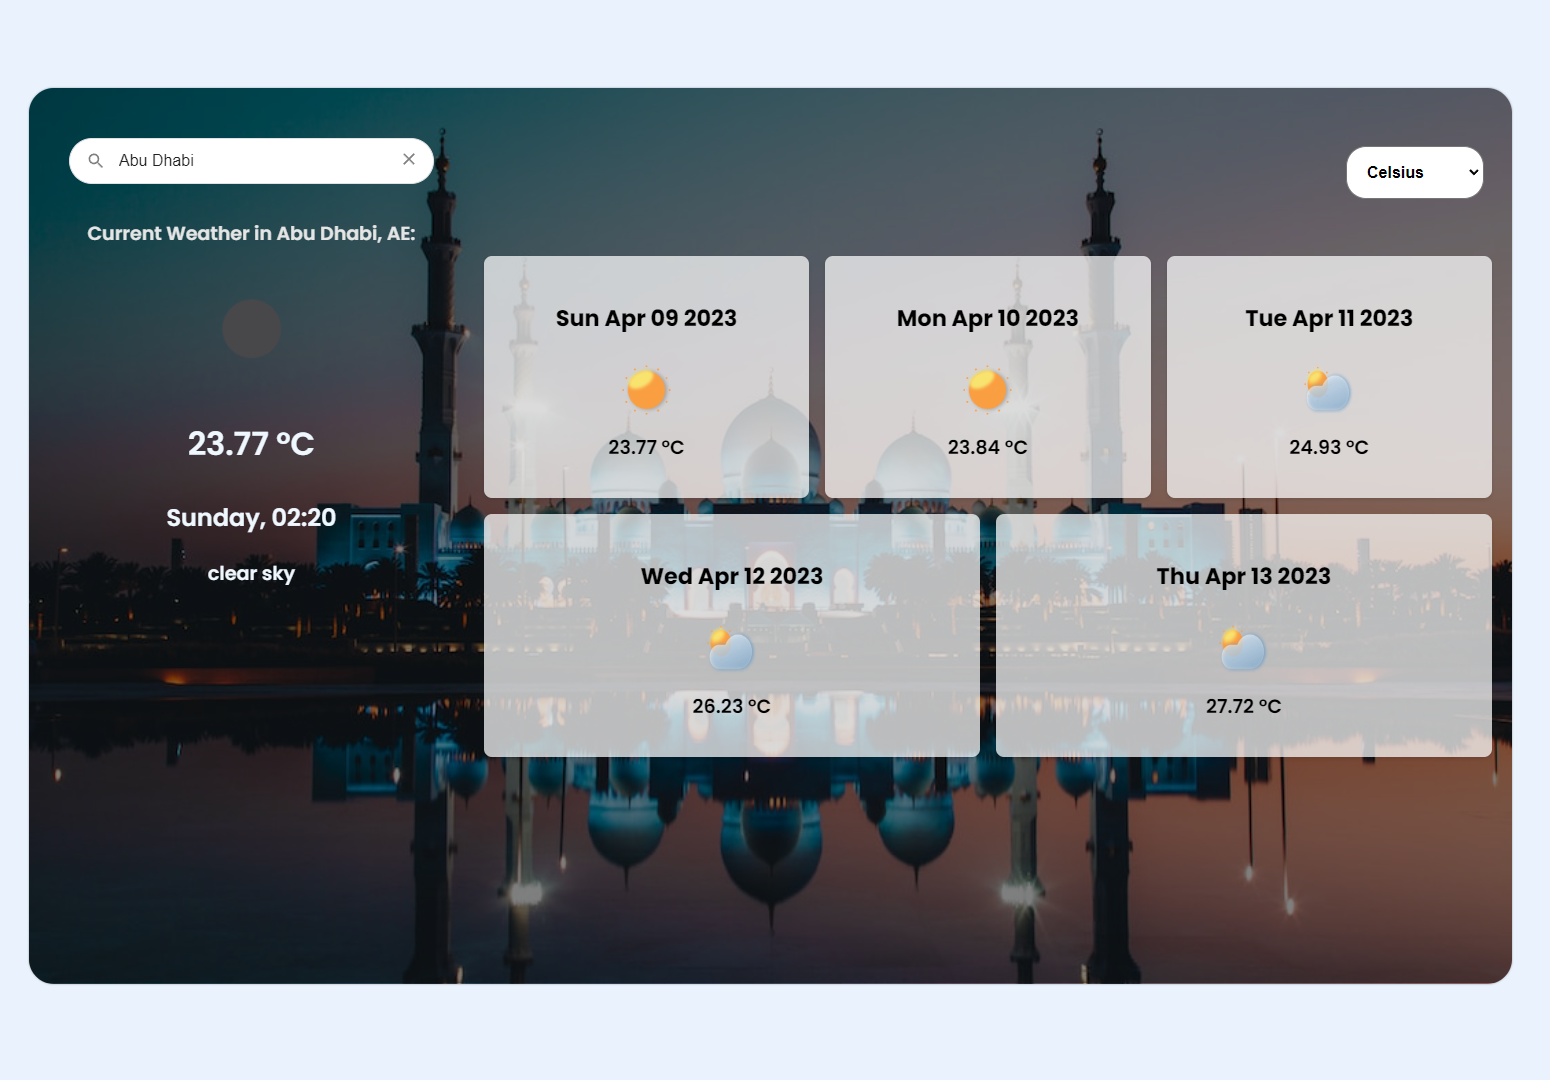 Abu Dhabi
Celsius
Current Weather in Abu Dhabi, AE:
23.77 °C
Sunday, 02:20
clear sky
Sun Apr 09 2023
23.77 °C
Mon Apr 10 2023
23.84 °C
Tue Apr 11 2023
24.93 °C
Wed Apr 12 2023
26.23 °C
Thu Apr 13 2023
27.72 °C